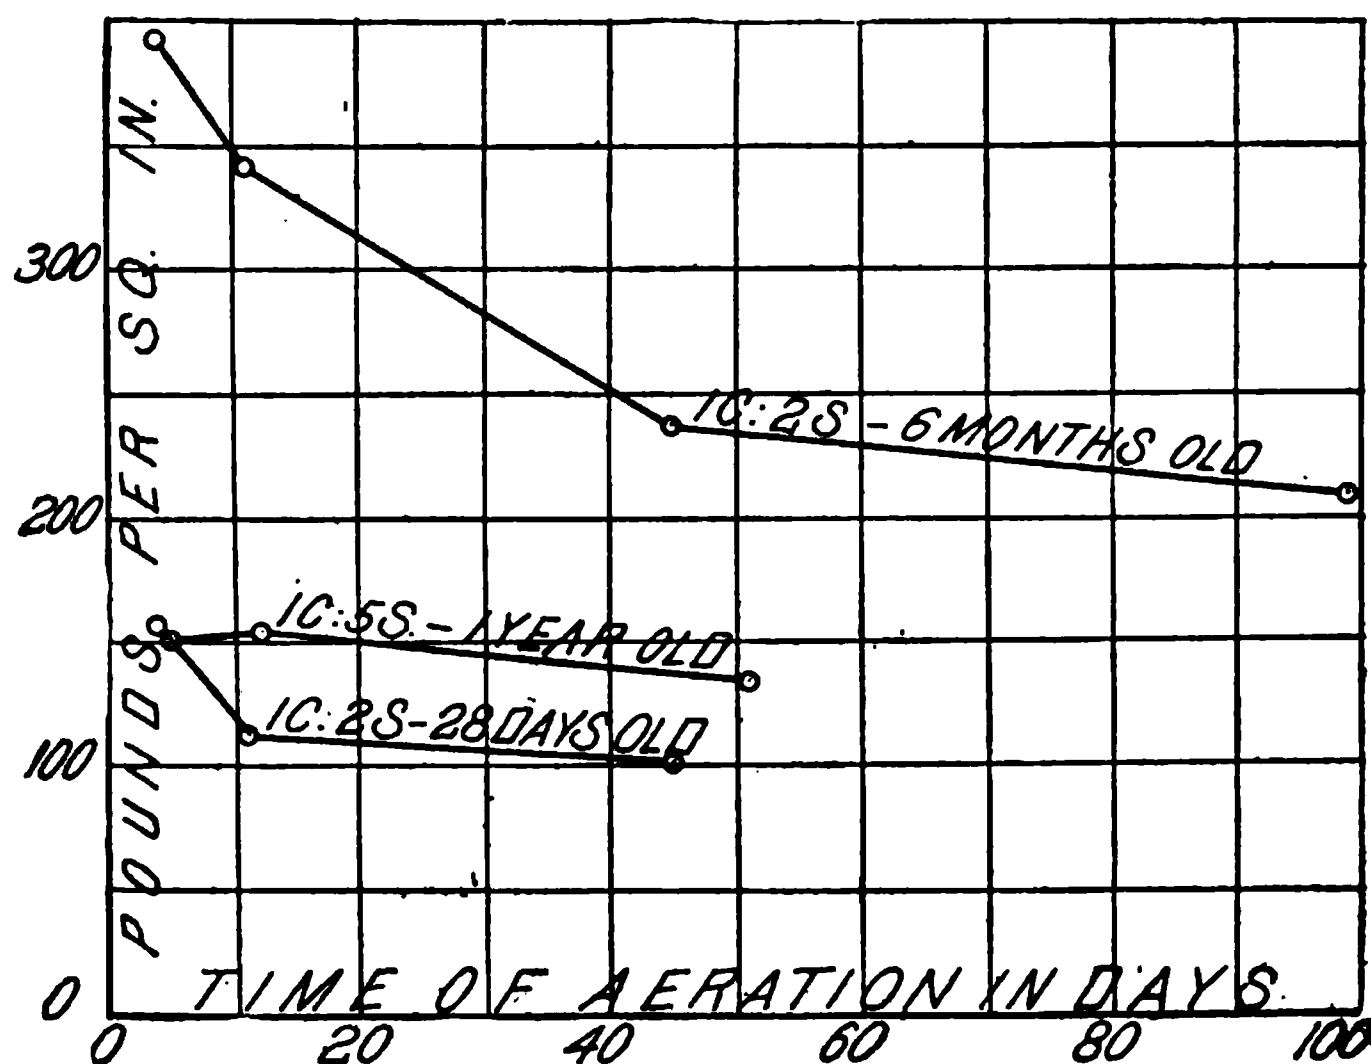 POUNDS PER SQ. IN.
300
200
100
0
1C:2S - 6 MONTHS OLD
1C:5S. - 1 YEAR OLD
1C:2S-28 DAYS OLD
TIME OF AERATION IN DAYS
0 20 40 60 80 100